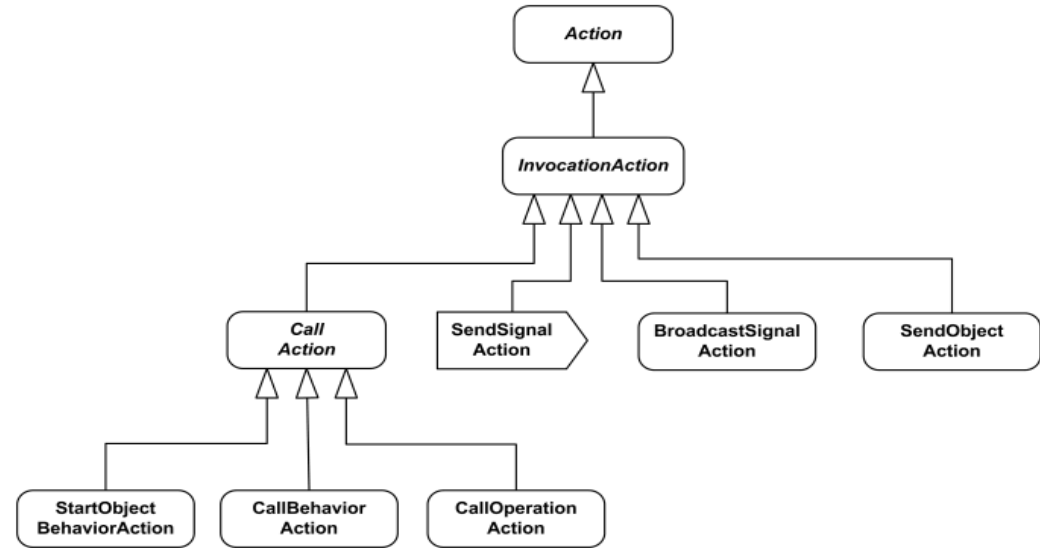 Action
InvocationAction
Call
Action
SendSignal
Action
BroadcastSignal
Action
SendObject
Action
StartObject
BehaviorAction
CallBehavior
Action
CallOperation
Action